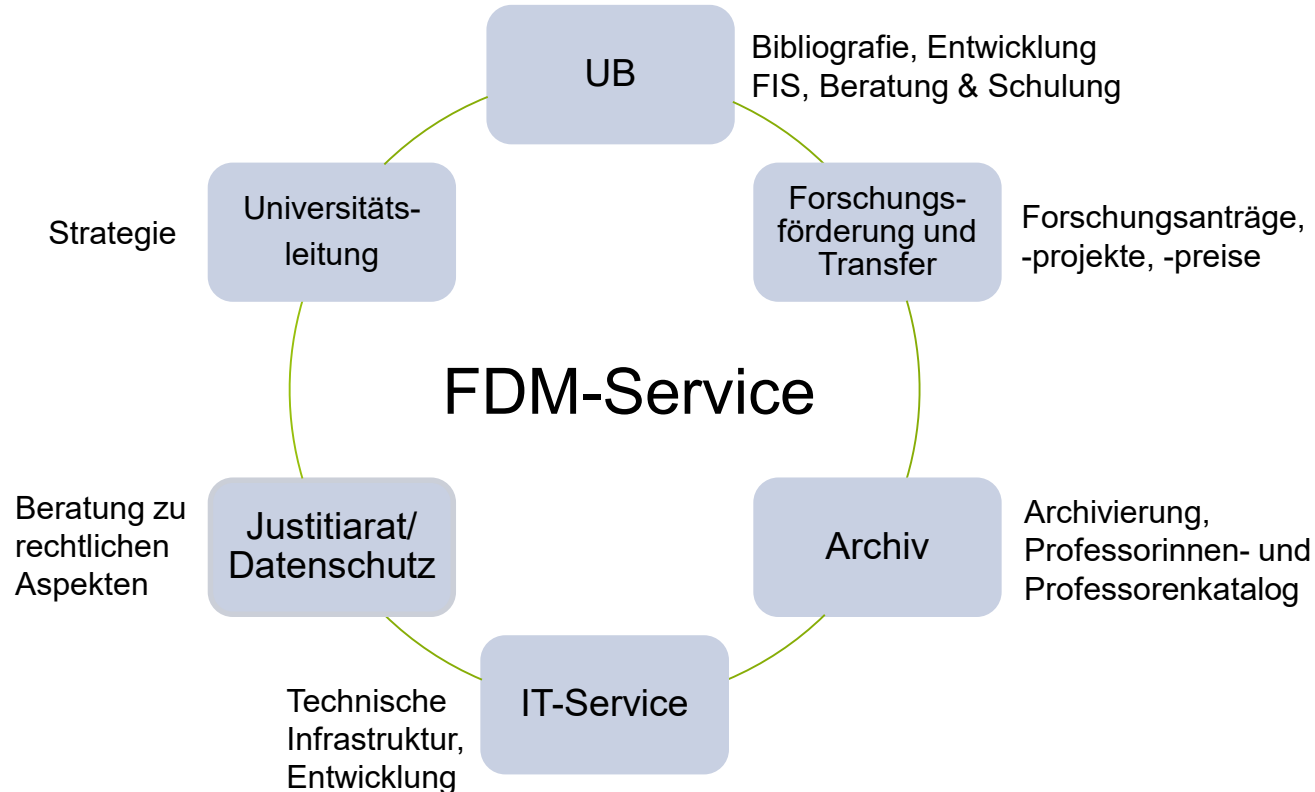 UB
Bibliografie, Entwicklung
FIS, Beratung & Schulung
Forschungs-
förderung und
Transfer
Forschungsanträge,
-projekte, -preise
Universitäts-
leitung
Strategie
FDM-Service
Justitiarat/
Datenschutz
Beratung zu
rechtlichen
Aspekten
Archiv
Archivierung,
Professorinnen- und
Professorenkatalog
IT-Service
Technische
Infrastruktur,
Entwicklung